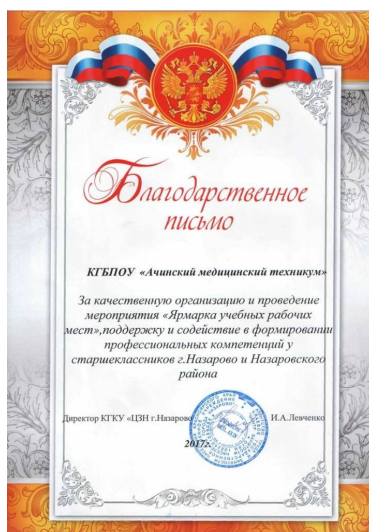 Благодарственное
письмо
КГБПОУ «Ачинский медицинский техникум»
За качественную организацию и проведение
мероприятия «Ярмарка учебных рабочих
мест»,поддержку и содействие в формировании
профессиональных компетенций у
старшеклассников г.Назарово и Назаровского
района
Директор КГКУ «ЦЗН г.Назарово И.А.Левченко
2017г.